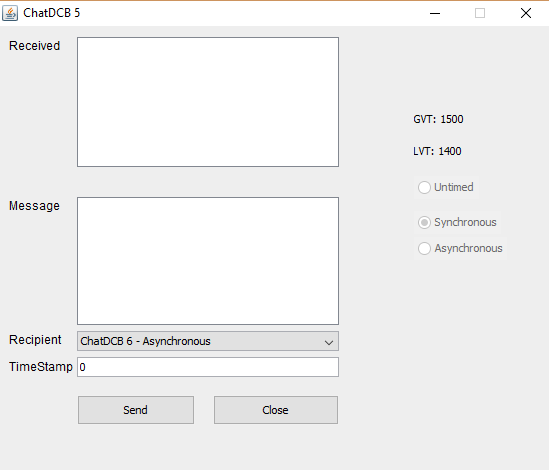 ChatDCB 5
Received
GVT: 1500
LVT: 1400
Untimed
Message
Synchronous
Asynchronous
Recipient
ChatDCB 6 - Asynchronous
TimeStamp
0
Send
Close